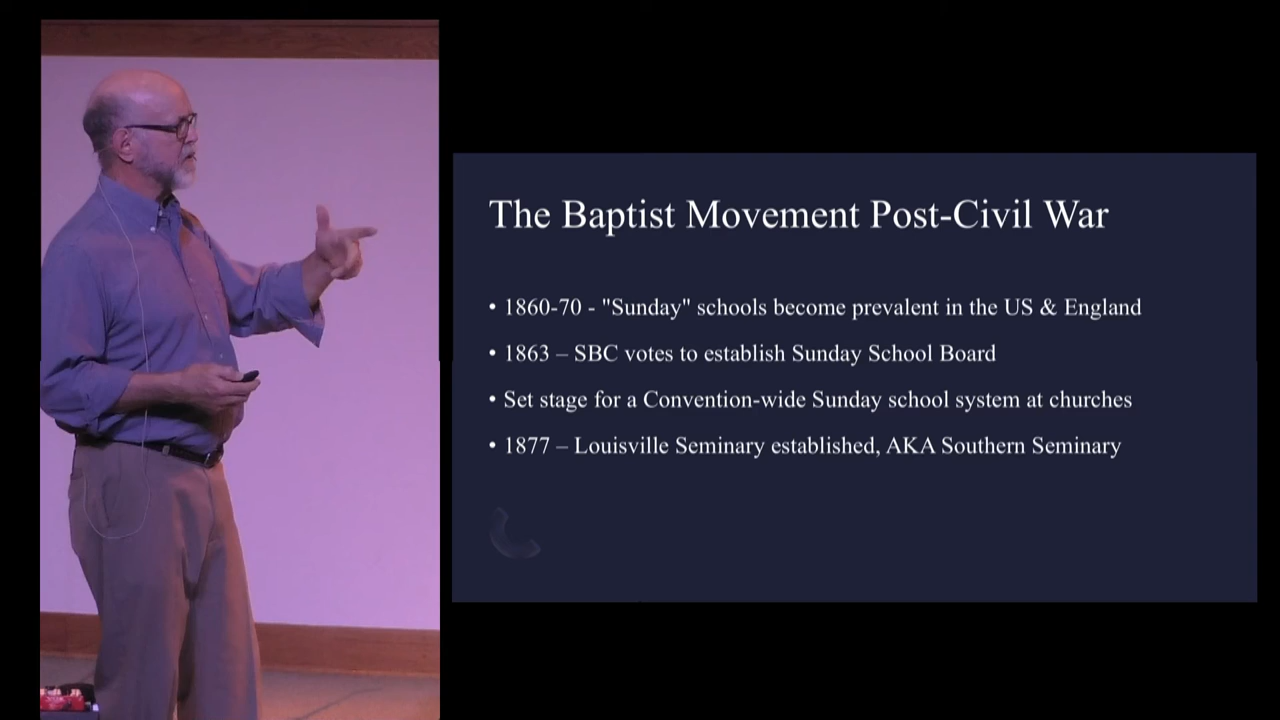 The Baptist Movement Post-Civil War
• 1860-70 - "Sunday" schools become prevalent in the US & England
• 1863 – SBC votes to establish Sunday School Board
• Set stage for a Convention-wide Sunday school system at churches
• 1877 – Louisville Seminary established, AKA Southern Seminary